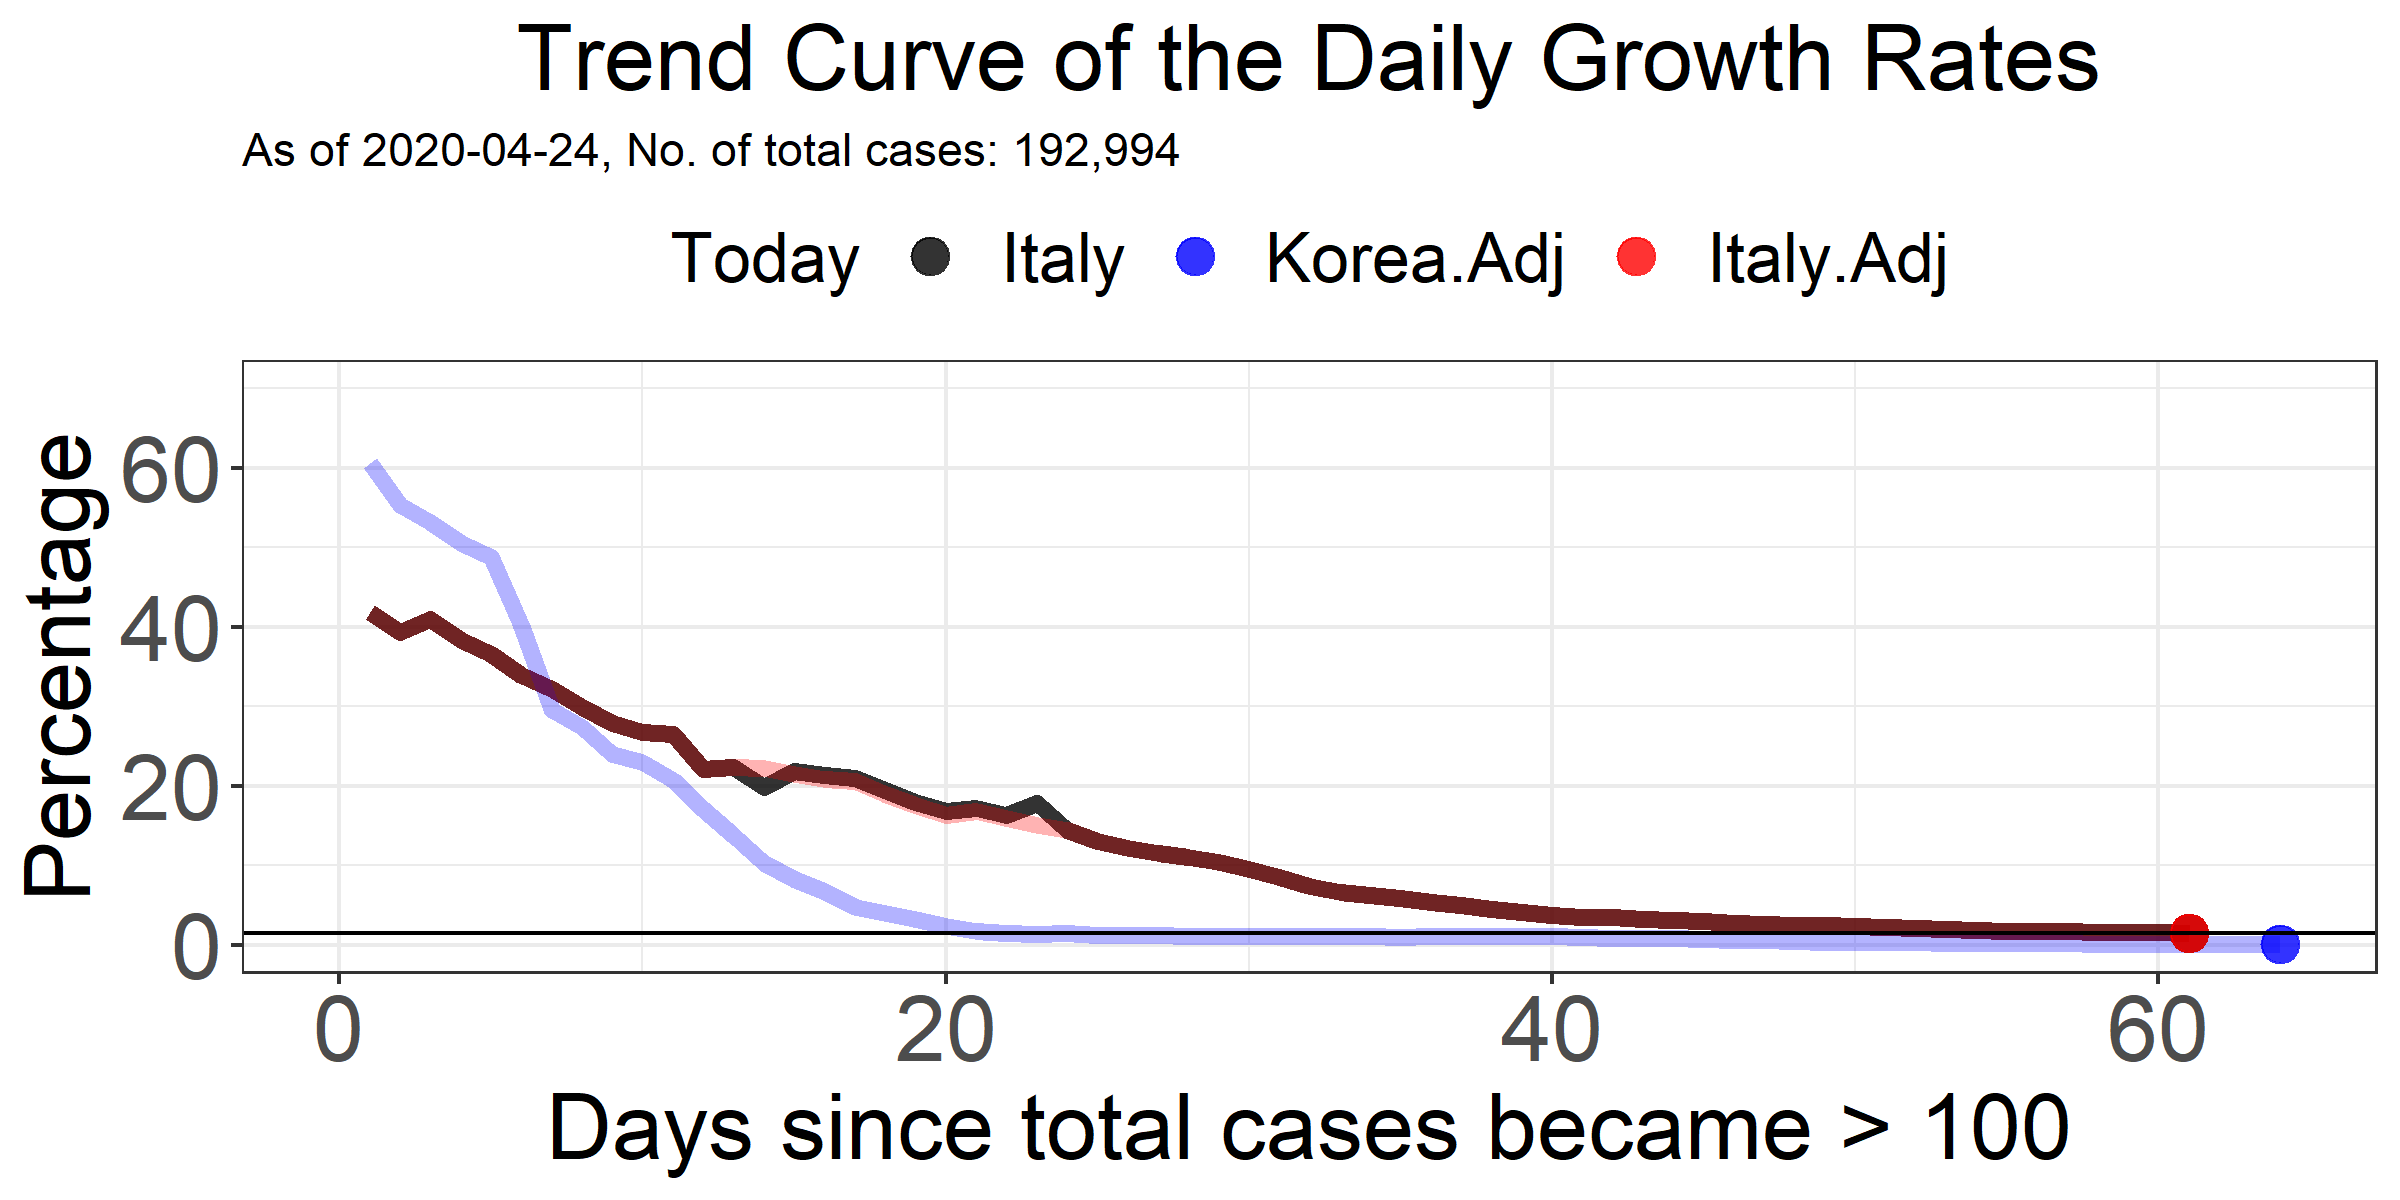 Trend Curve of the Daily Growth Rates
As of 2020-04-24, No. of total cases: 192,994
Today Italy Korea.Adj Italy.Adj
Percentage
60
40
20
0
0 20 40 60
Days since total cases became > 100